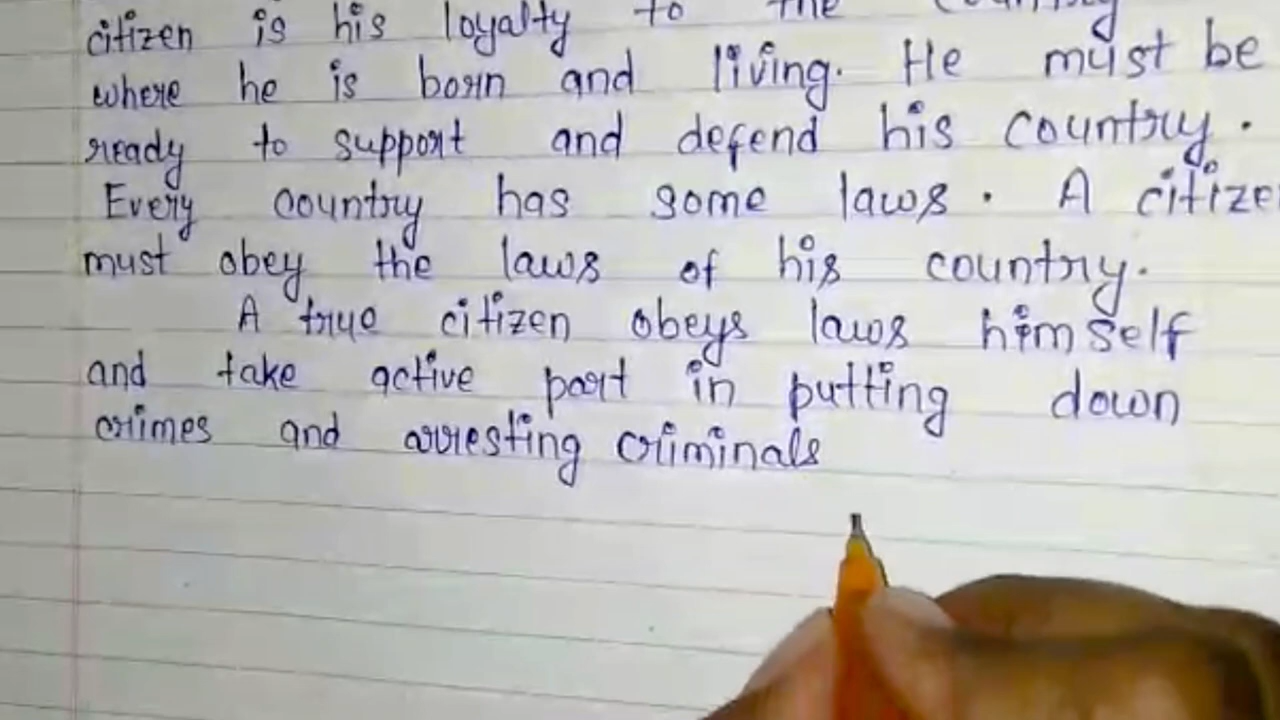 citizen is his loyalty to the country
where he is born and living. He must be
ready to support and defend his country.
Every country has some laws. A citize
must obey the laws of his country.
A true citizen obeys laws himself
and take active part in putting down
crimes and arresting criminals